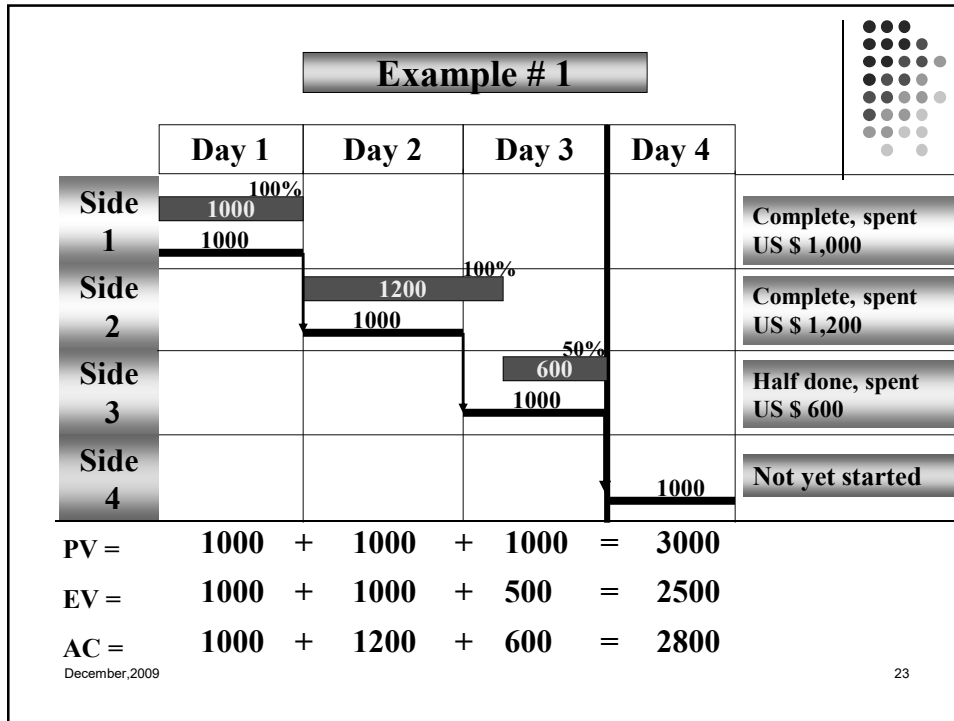 Example # 1
Day 1 Day 2 Day 3 Day 4
Side 1
100%
1000
1000
Complete, spent
US $ 1,000
Side 2
100%
1200
1000
Complete, spent
US $ 1,200
Side 3
50%
600
1000
Half done, spent
US $ 600
Side 4
1000
Not yet started
PV = 1000 + 1000 + 1000 = 3000
EV = 1000 + 1000 + 500 = 2500
AC = 1000 + 1200 + 600 = 2800
December,2009
23